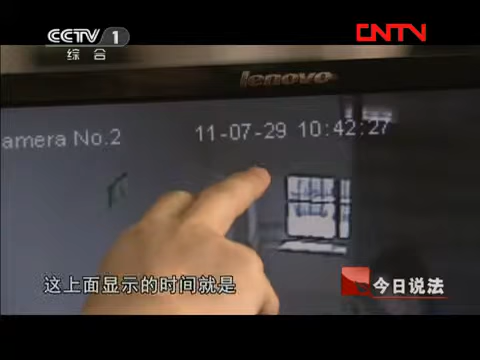 CCTV 1
综合
CNTV
lenovo
amera No.2
11-07-29 10:42:27
这上面显示的时间就是
今日说法